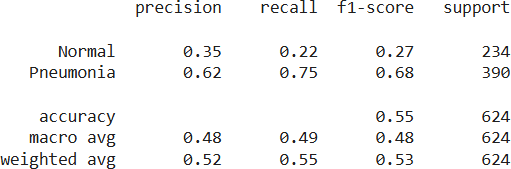 precision recall f1-score support
Normal 0.35 0.22 0.27 234
Pneumonia 0.62 0.75 0.68 390
accuracy 0.55 624
macro avg 0.48 0.49 0.48 624
weighted avg 0.52 0.55 0.53 624